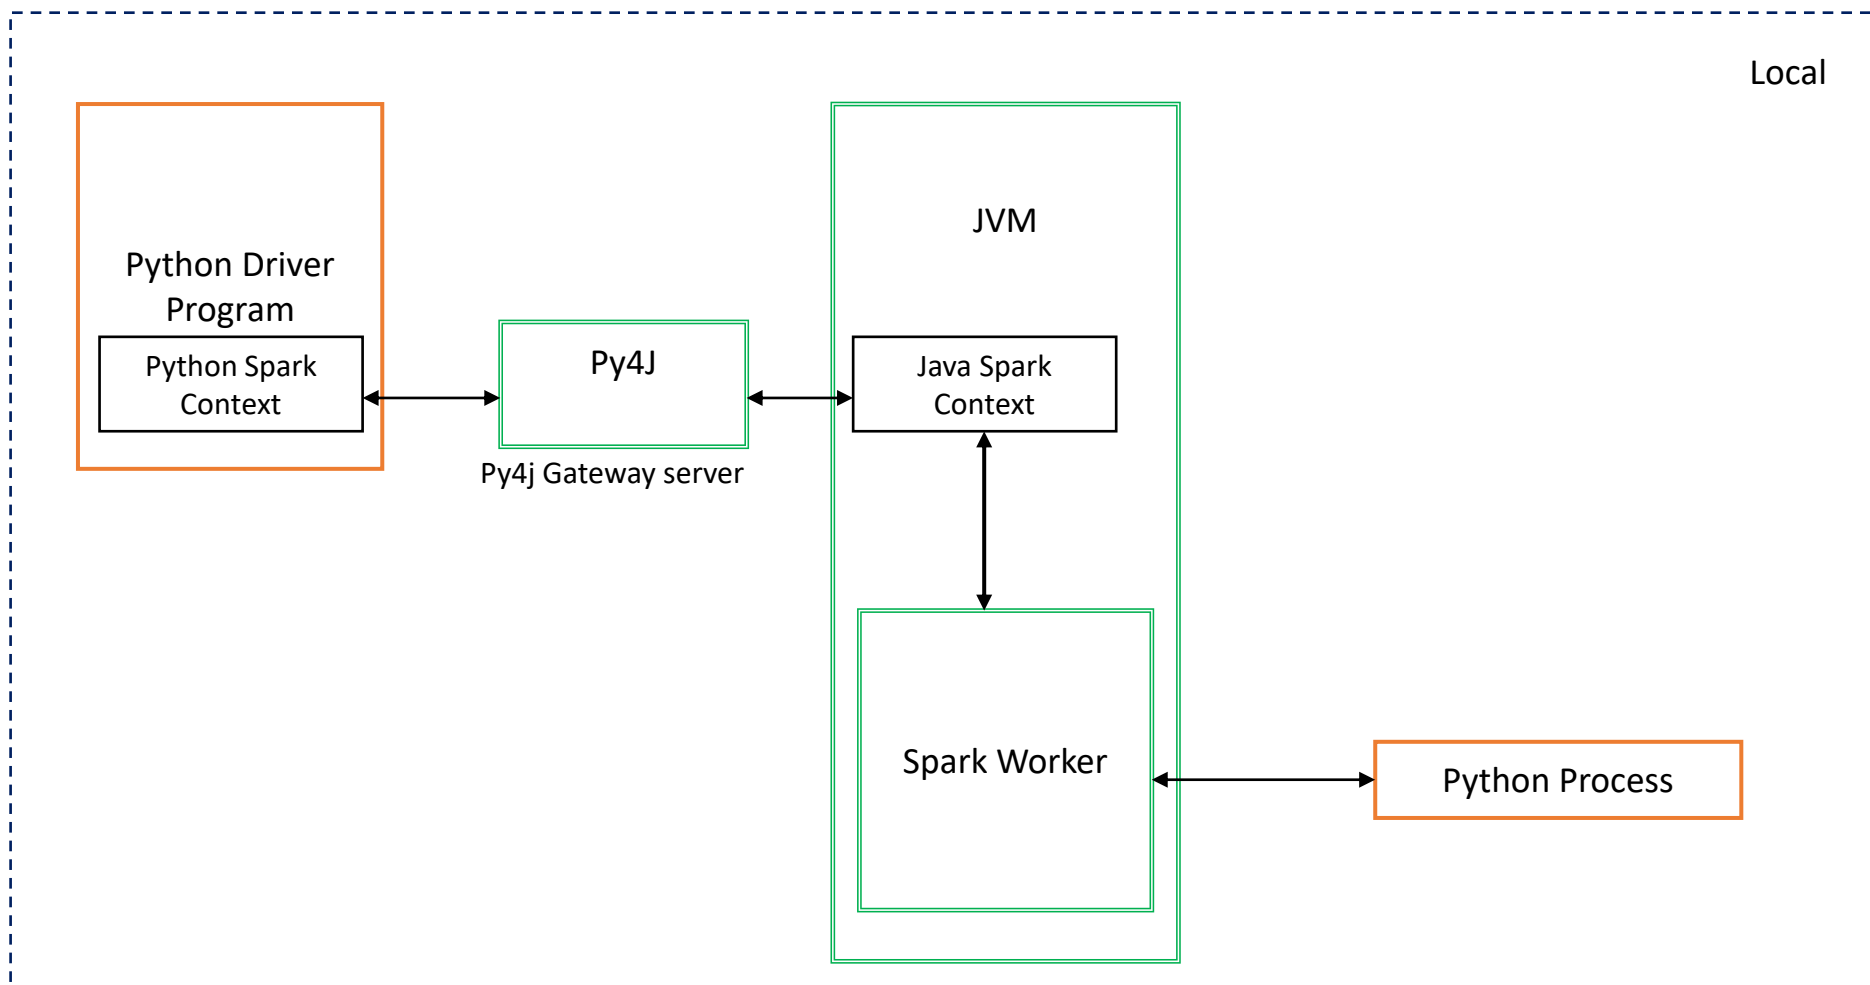 Local
Python Driver
Program
Python Spark
Context
Py4J
Py4j Gateway server
JVM
Java Spark
Context
Spark Worker
Python Process